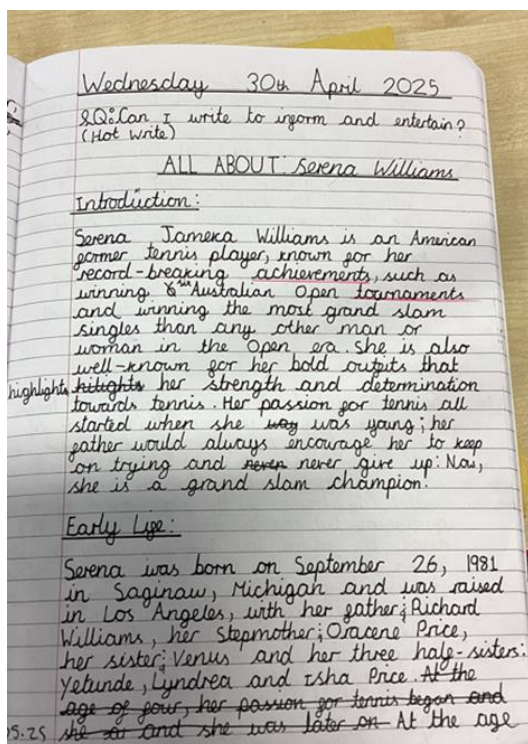 Wednesday 30th April 2025
LQ: Can I write to inform and entertain?
(Hot Write)
ALL ABOUT: Serena Williams
Introduction:
Serena Jameka Williams is an American
former tennis player, known for her
record-breaking achievements, such as
winning 6 six Australian Open tournaments
and winning the most grand slam
singles than any other man or
woman in the Open era. She is also
well-known for her bold outfits that
highlights hilights her strength and determination
towards tennis. Her passion for tennis all
started when she way was young; her
father would always encourage her to keep
on trying and neven never give up: Now,
she is a grand slam champion.
Early Life:
Serena was born on September 26, 1981
in Saginaw, Michigan and was raised
in Los Angeles, with her father; Richard
Williams, her stepmother; Oracene Price,
her sister; Venus and her three half-sisters:
Yetunde, Lyndrea and Isha Price. At the
age of four, her passion for tennis began and
she and she was later on At the age
05.25